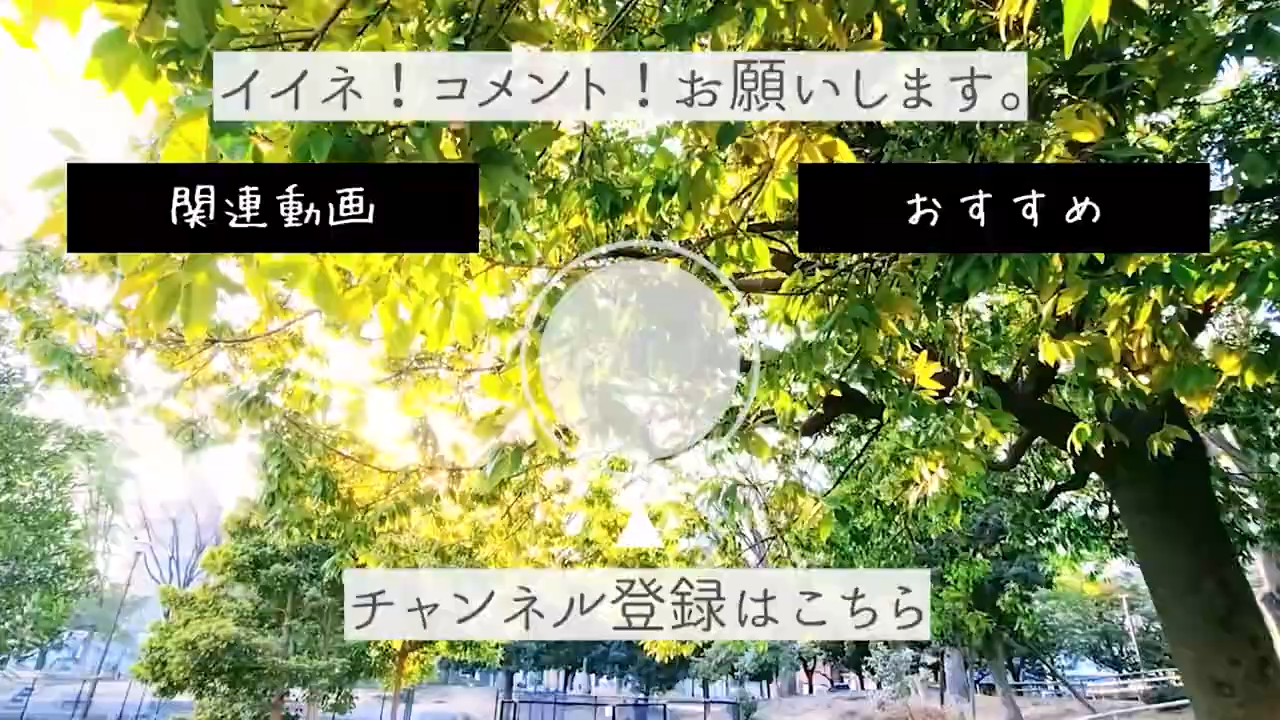 イイネ！コメント！お願いします。
関連動画
おすすめ
チャンネル登録はこちら